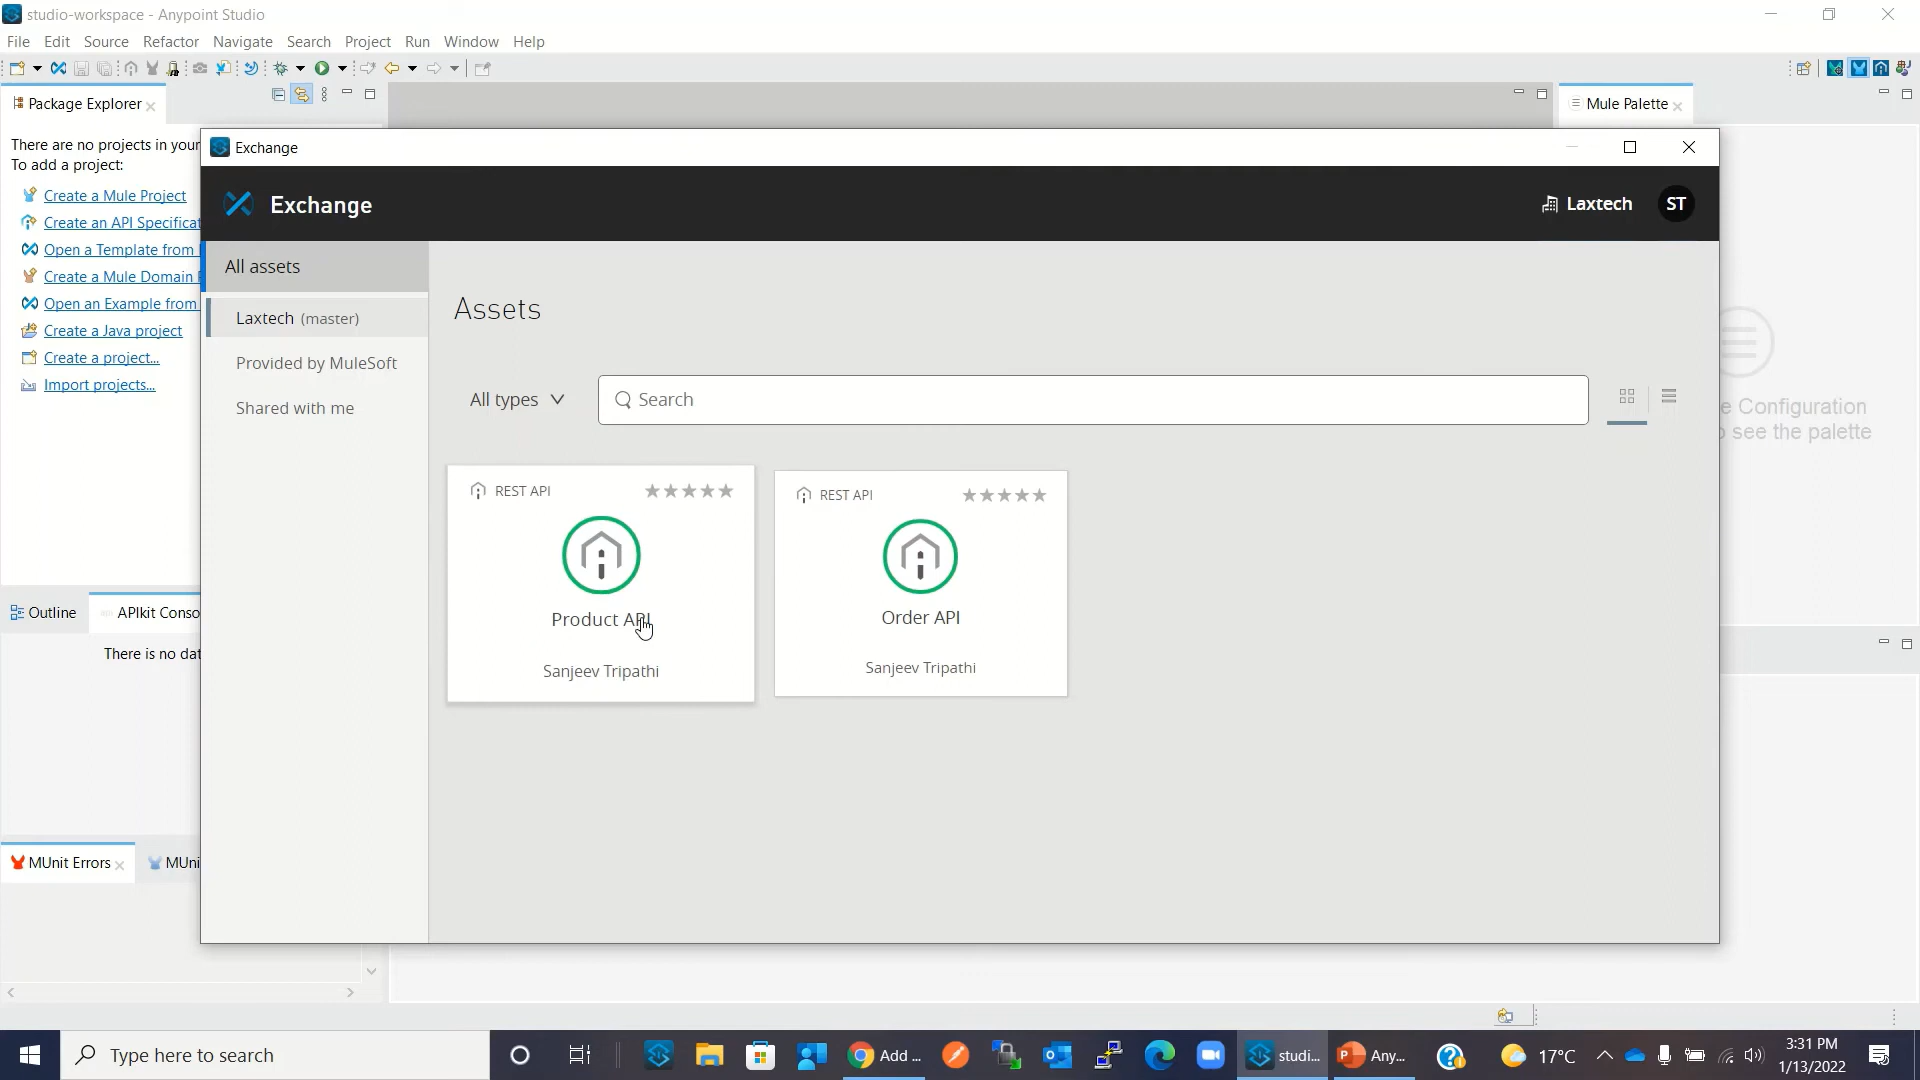 studio-workspace - Anypoint Studio
File Edit Source Refactor Navigate Search Project Run Window Help
Package Explorer
Mule Palette
There are no projects in your
To add a project:
Create a Mule Project
Create an API Specificat
Open a Template from
Create a Mule Domain
Open an Example from
Create a Java project
Create a project...
Import projects...
Exchange
Exchange
Laxtech ST
All assets
Laxtech (master)
Provided by MuleSoft
Shared with me
Assets
All types
Search
REST API
Product API
Sanjeev Tripathi
REST API
Order API
Sanjeev Tripathi
e Configuration
see the palette
Outline
APIkit Conso
There is no dat
MUnit Errors
MUni
Type here to search
Add ...
studi...
Any...
17°C
3:31 PM
1/13/2022